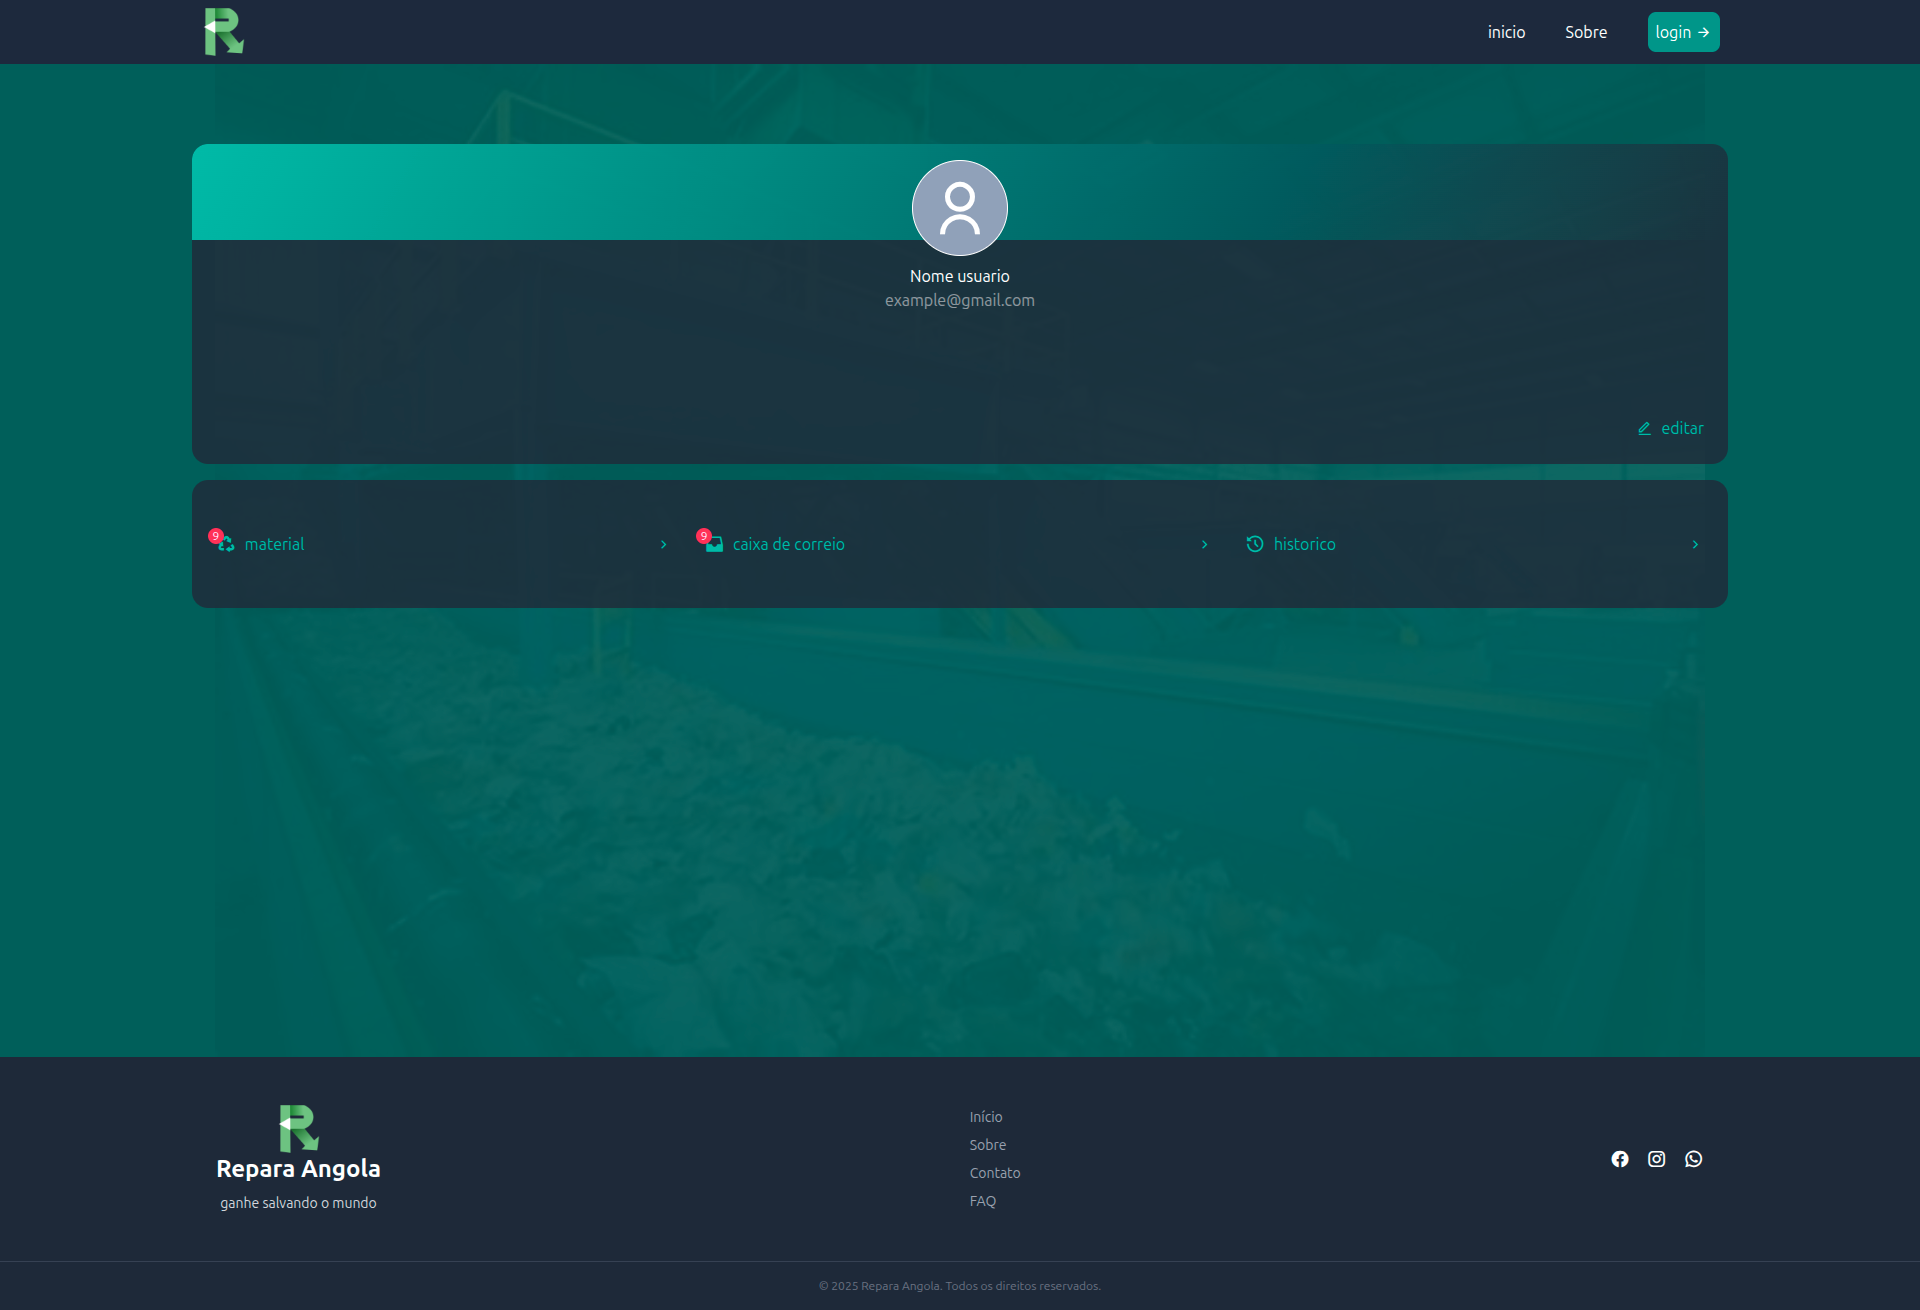 inicio
Sobre
login
Nome usuario
example@gmail.com
editar
9
material
9
caixa de correio
historico
Repara Angola
ganhe salvando o mundo
Início
Sobre
Contato
FAQ
© 2025 Repara Angola. Todos os direitos reservados.